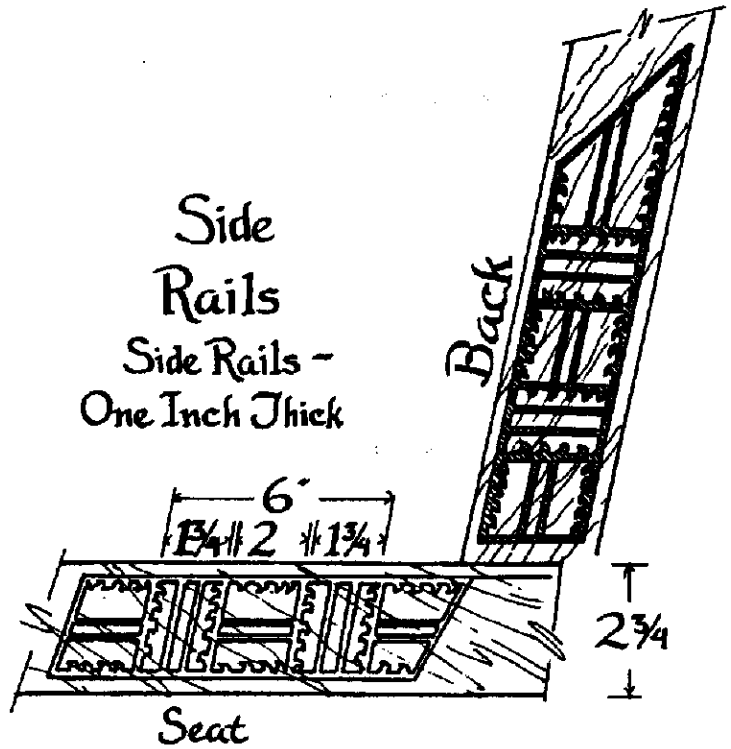 Side
Rails
Side Rails -
One Inch Thick
Back
6"
1¾ 2 1¾
2¾
Seat